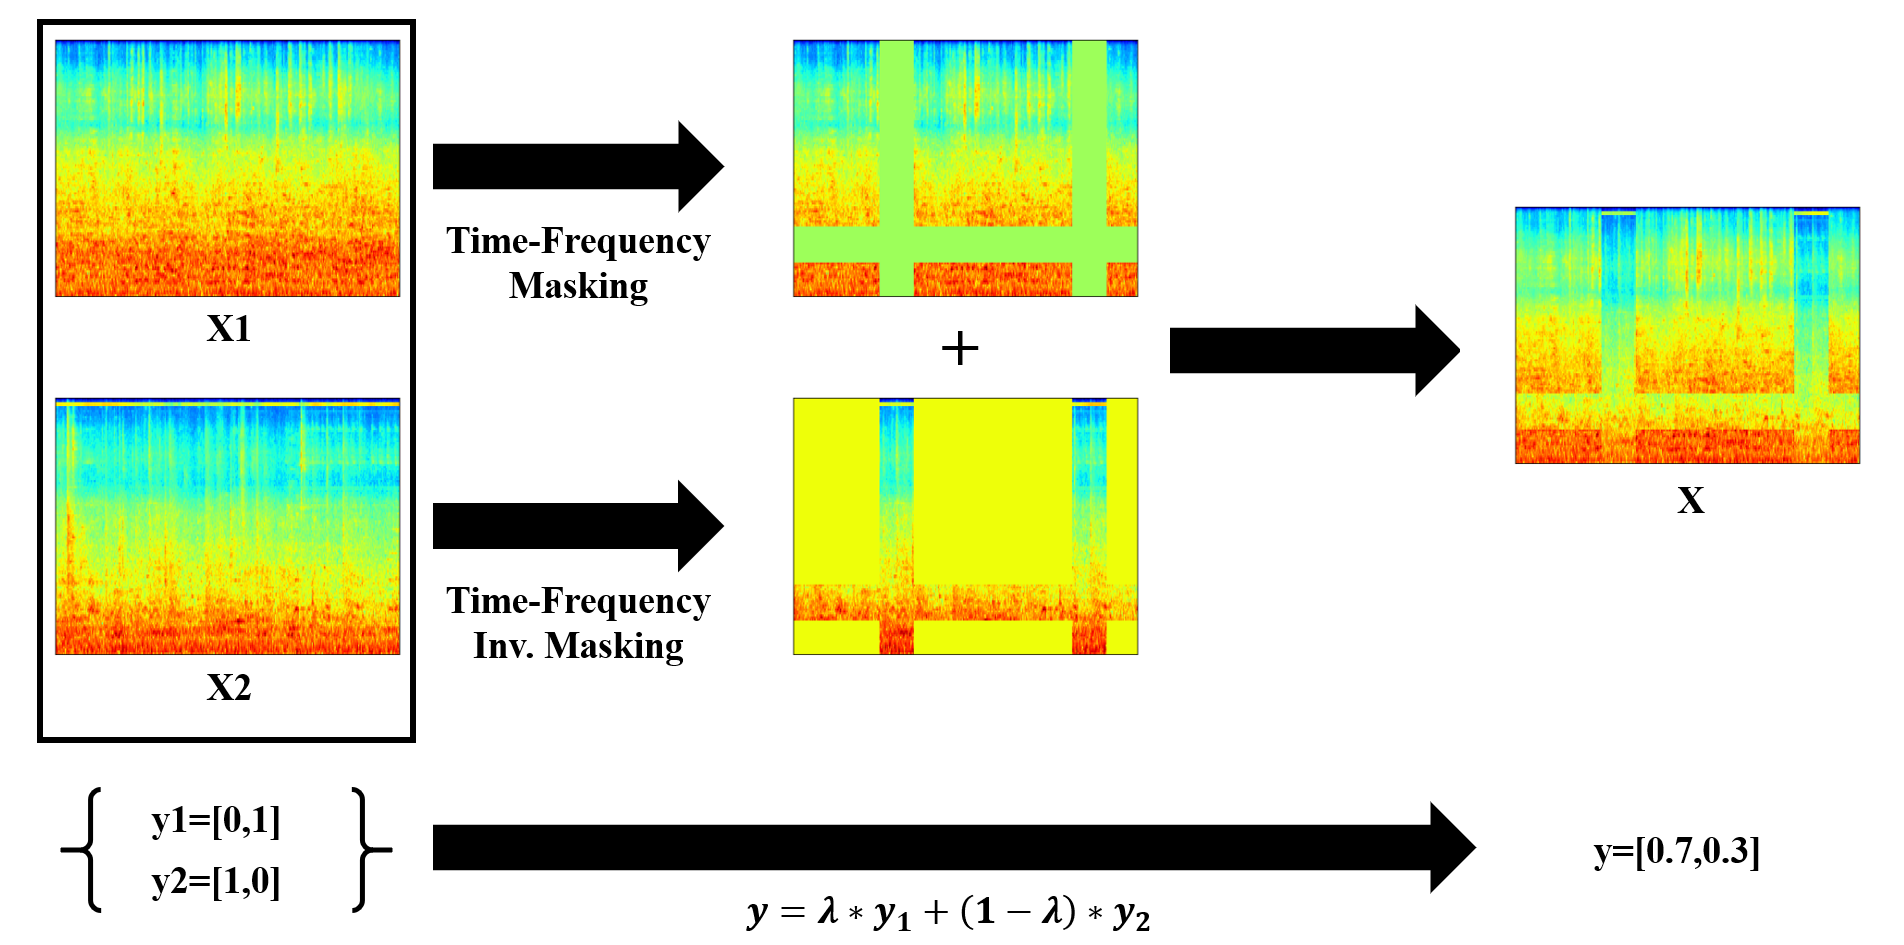 X1
Time-Frequency
Masking
+
X2
Time-Frequency
Inv. Masking
X
y1=[0,1]
y2=[1,0]
y = λ ∗ y₁ + (1 − λ) ∗ y₂
y=[0.7,0.3]